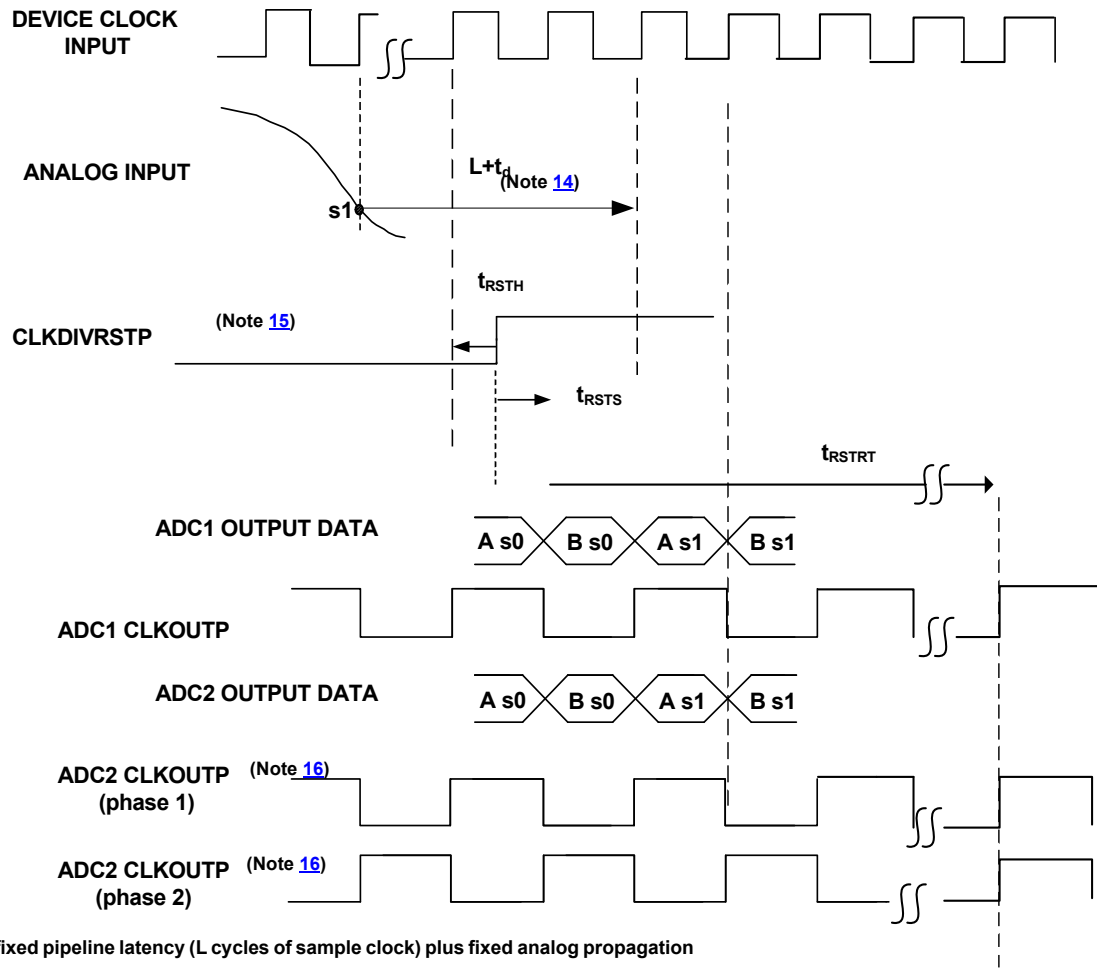 DEVICE CLOCK
INPUT
ANALOG INPUT
L+td
(Note 14)
s1
tRSTH
(Note 15)
CLKDIVRSTP
tRSTS
tRSTRT
ADC1 OUTPUT DATA
A s0 B s0 A s1 B s1
ADC1 CLKOUTP
ADC2 OUTPUT DATA
A s0 B s0 A s1 B s1
ADC2 CLKOUTP (Note 16)
(phase 1)
ADC2 CLKOUTP (Note 16)
(phase 2)
fixed pipeline latency (L cycles of sample clock) plus fixed analog propagation